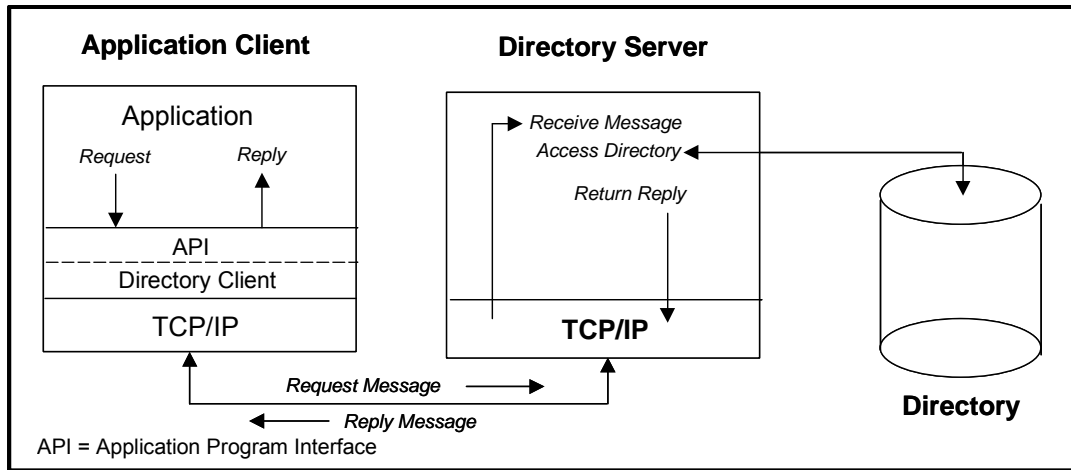 Application Client
Directory Server
Application
Request
Reply
API
Directory Client
TCP/IP
Receive Message
Access Directory
Return Reply
TCP/IP
Directory
Request Message
Reply Message
API = Application Program Interface